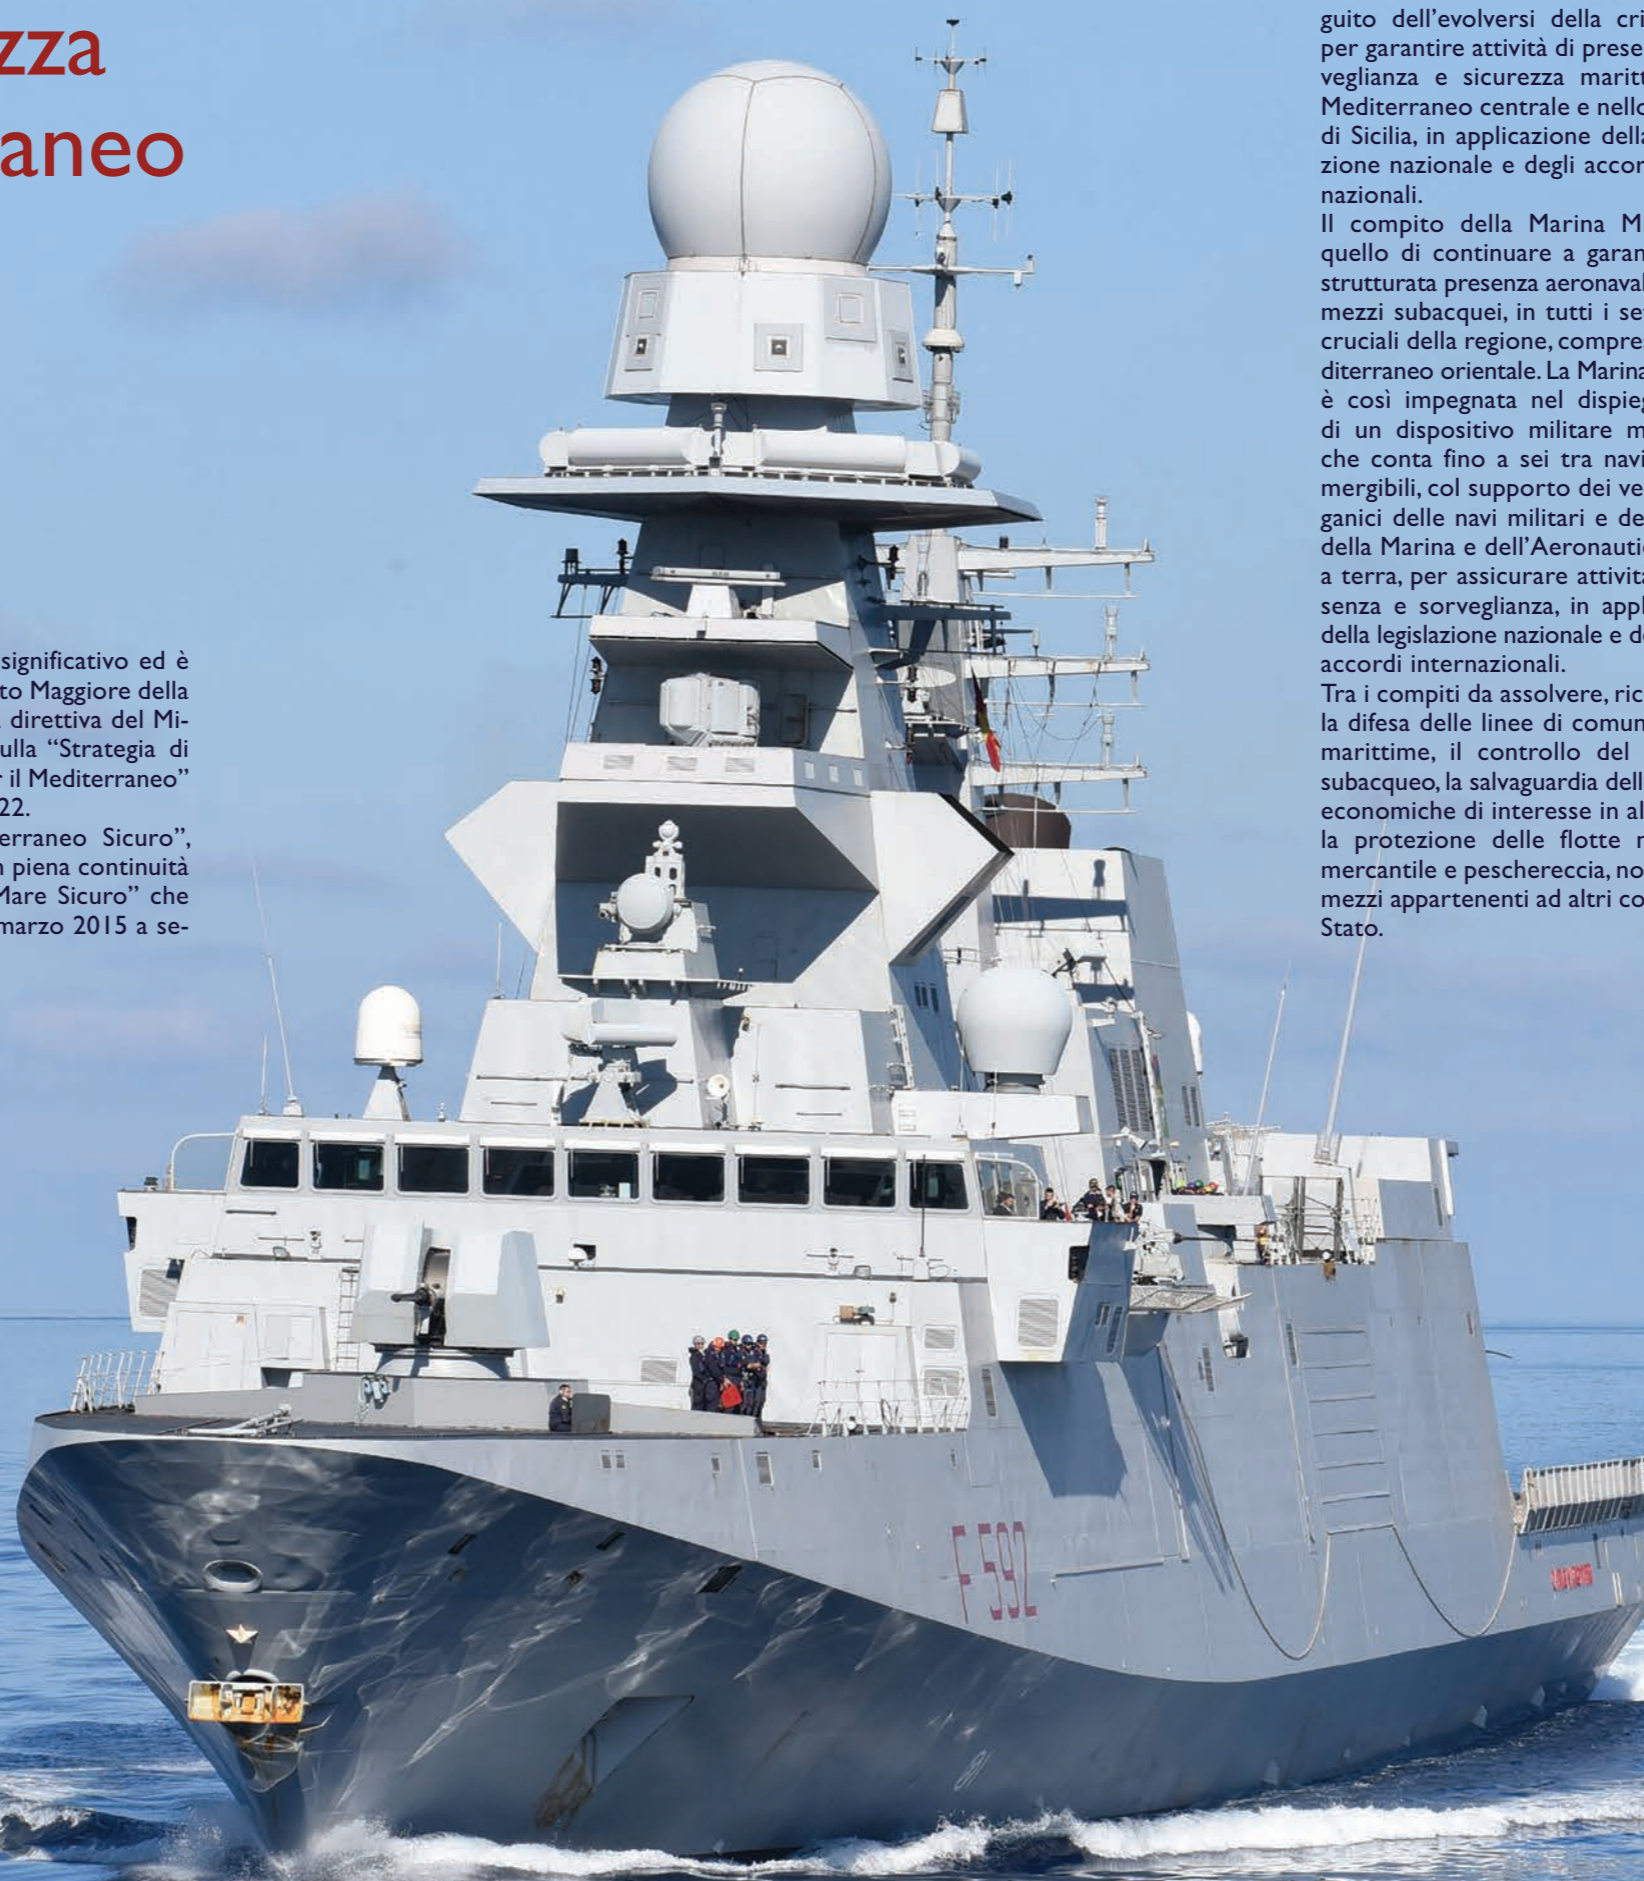 zza
aneo
significativo ed è
to Maggiore della
direttiva del Mi-
ulla “Strategia di
il Mediterraneo”
22.
erraneo Sicuro”,
piena continuità
Mare Sicuro” che
marzo 2015 a se-
guito dell’evolversi della cri
per garantire attività di prese
veglianza e sicurezza maritt
Mediterraneo centrale e nello
di Sicilia, in applicazione della
zione nazionale e degli accor
nazionali.
Il compito della Marina M
quello di continuare a garan
strutturata presenza aeronaval
mezzi subacquei, in tutti i se
cruciali della regione, compre
diterraneo orientale. La Marina
è così impegnata nel dispieg
di un dispositivo militare m
che conta fino a sei tra navi
mergibili, col supporto dei ve
ganici delle navi militari e de
della Marina e dell’Aeronautic
a terra, per assicurare attivita
senza e sorveglianza, in appl
della legislazione nazionale e de
accordi internazionali.
Tra i compiti da assolvere, ric
la difesa delle linee di comun
marittime, il controllo del
subacqueo, la salvaguardia dell
economiche di interesse in al
la protezione delle flotte n
mercantile e peschereccia, no
mezzi appartenenti ad altri co
Stato.
F 592